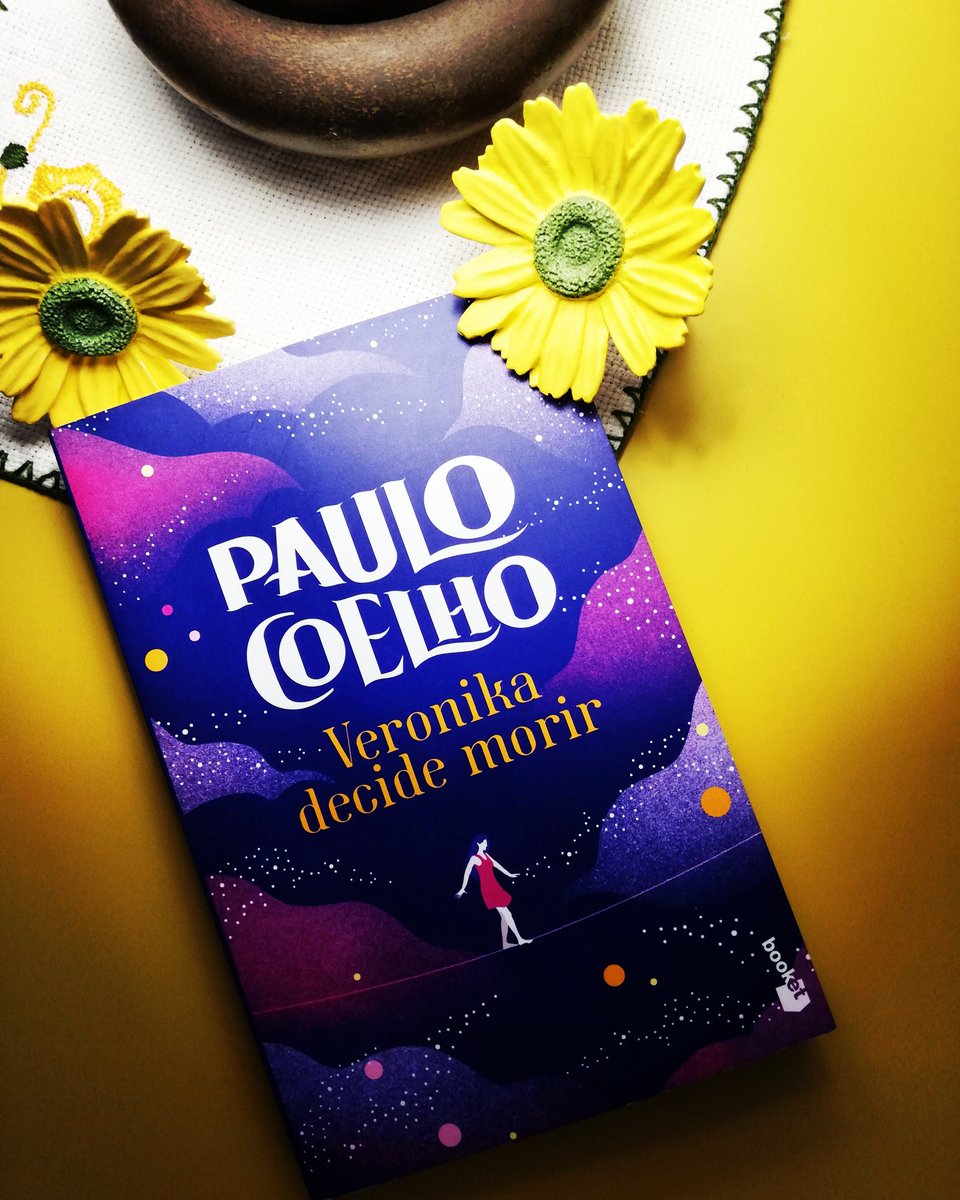 PAULO
COELHO
Veronika
decide morir
booket